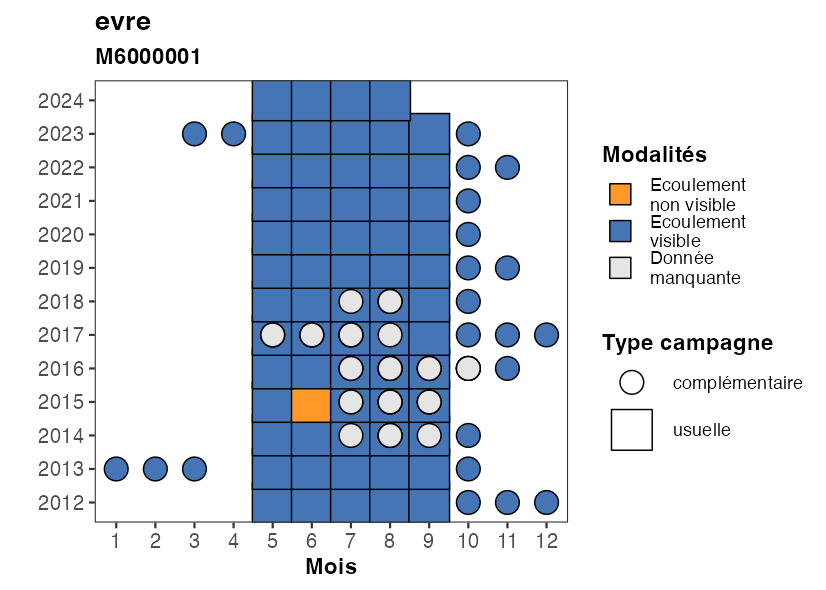 evre
M6000001
2024
2023
2022
2021
2020
2019
2018
2017
2016
2015
2014
2013
2012
1 2 3 4 5 6 7 8 9 10 11 12
Mois
Modalités
Ecoulement
non visible
Ecoulement
visible
Donnée
manquante
Type campagne
complémentaire
usuelle